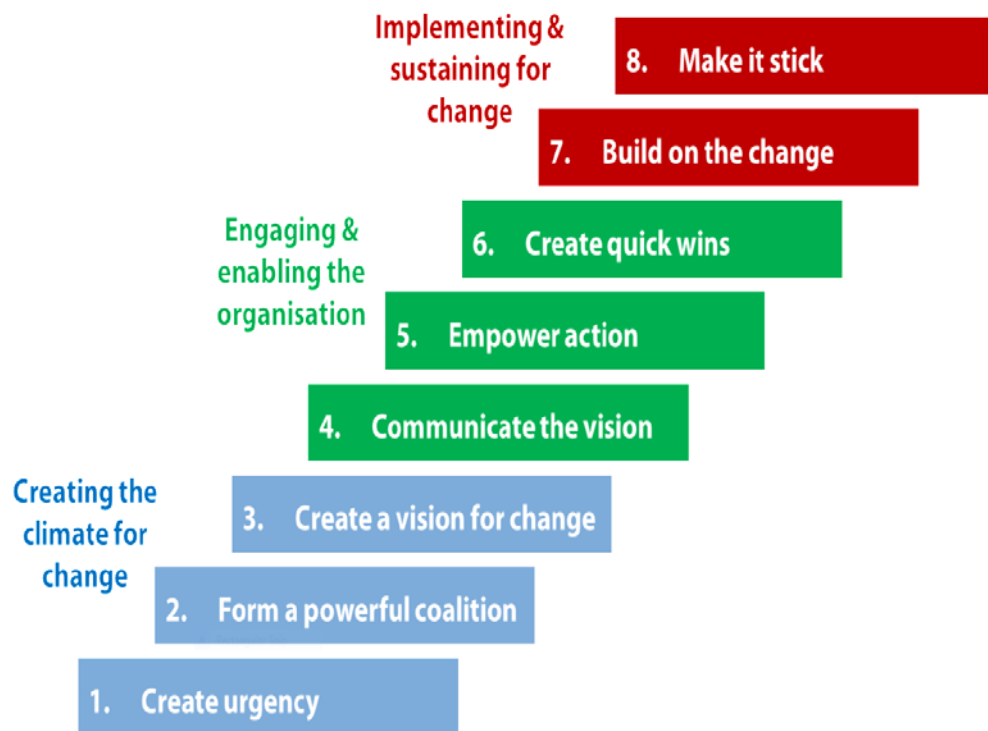 Implementing &
sustaining for
change
8. Make it stick
7. Build on the change
Engaging &
enabling the
organisation
6. Create quick wins
5. Empower action
4. Communicate the vision
Creating the
climate for
change
3. Create a vision for change
2. Form a powerful coalition
1. Create urgency